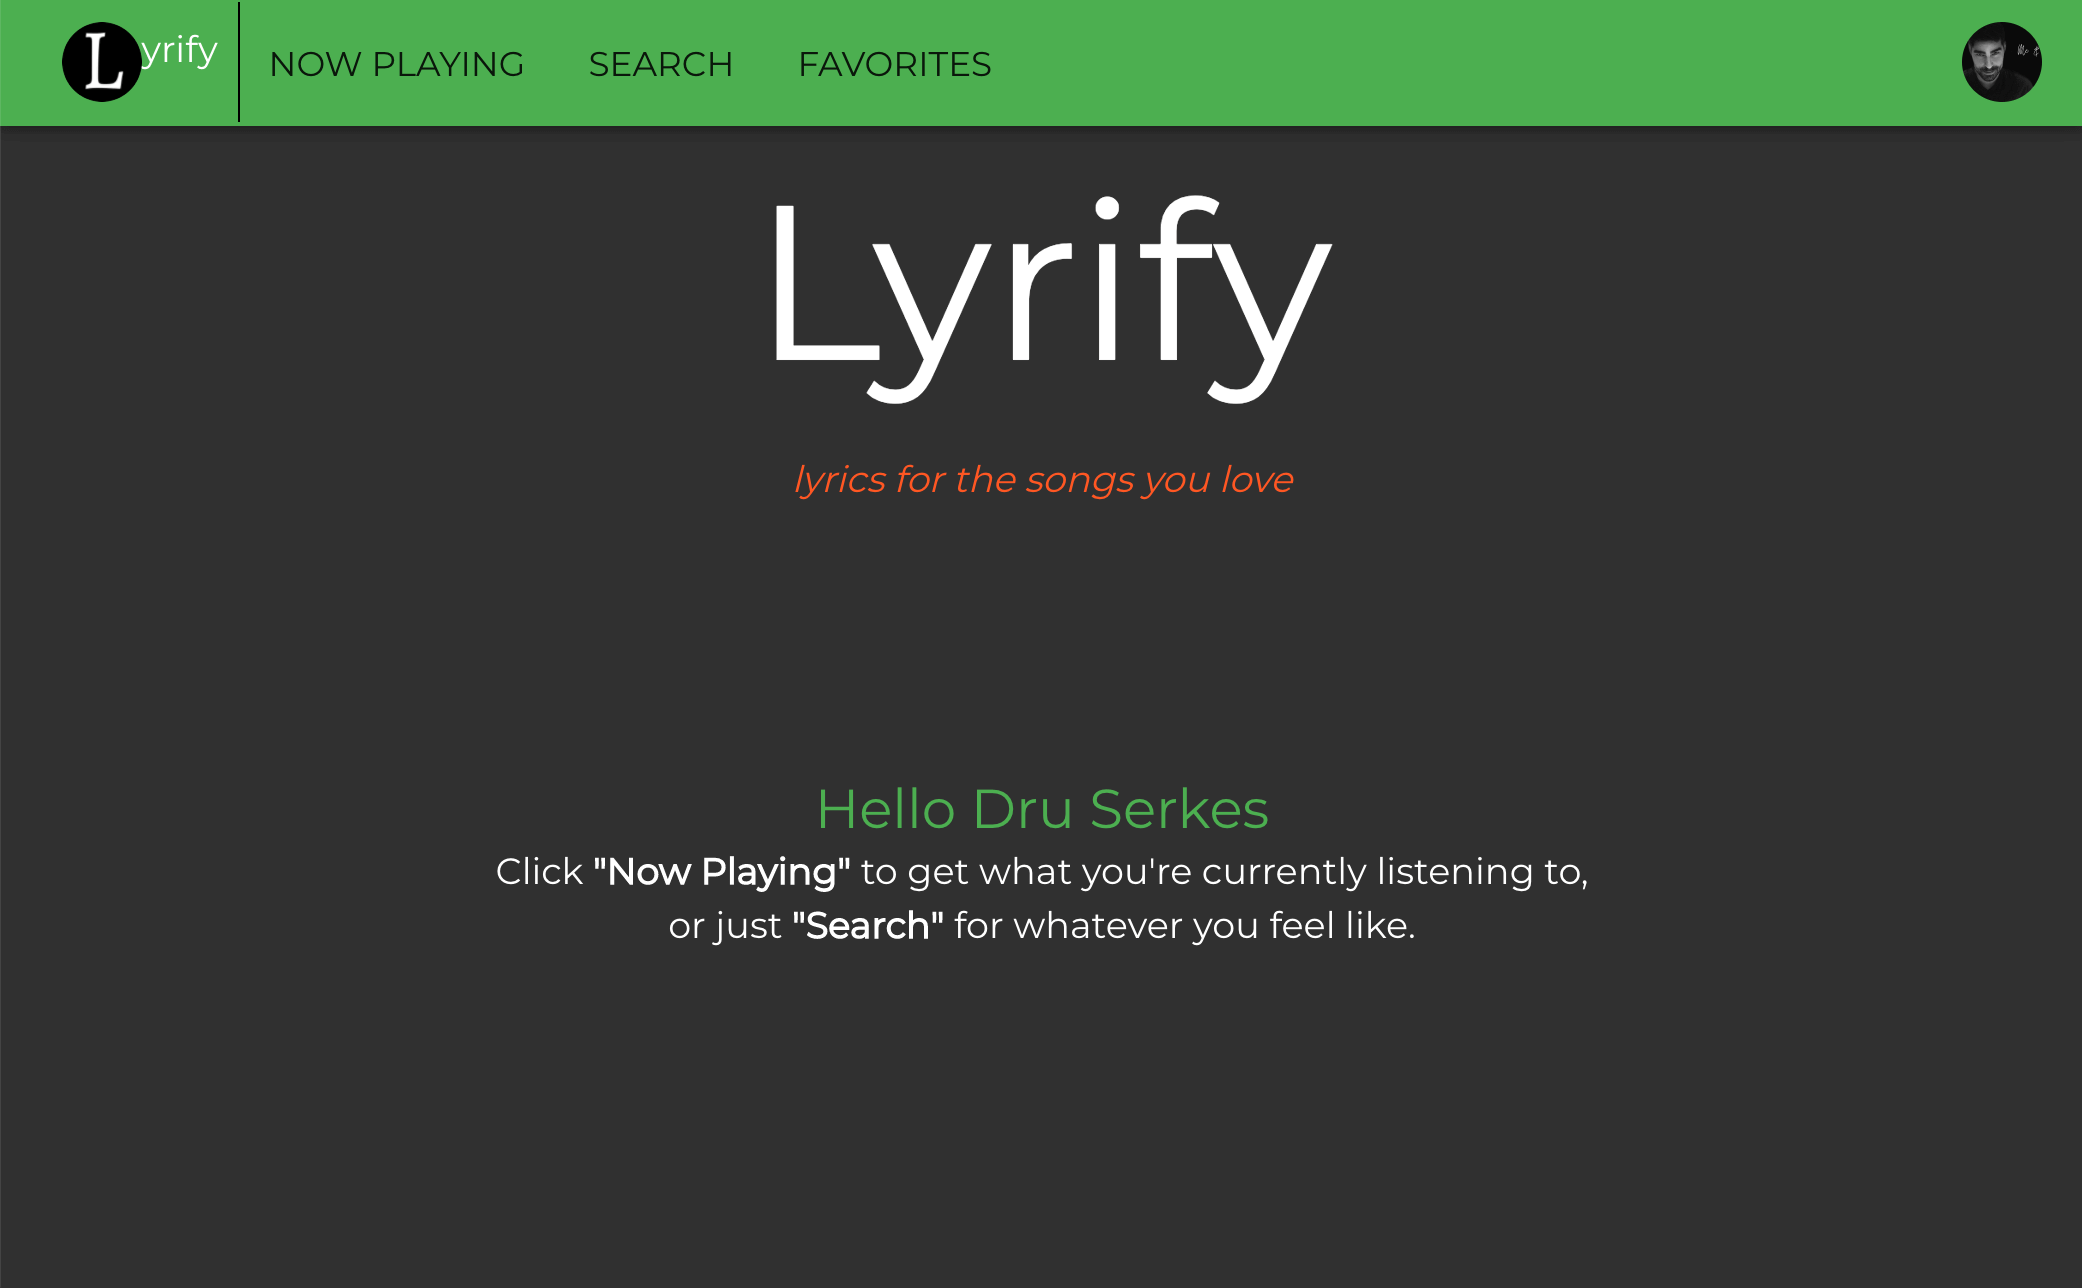 Lyrify
NOW PLAYING
SEARCH
FAVORITES
Lyrify
lyrics for the songs you love
Hello Dru Serkes
Click "Now Playing" to get what you're currently listening to,
or just "Search" for whatever you feel like.